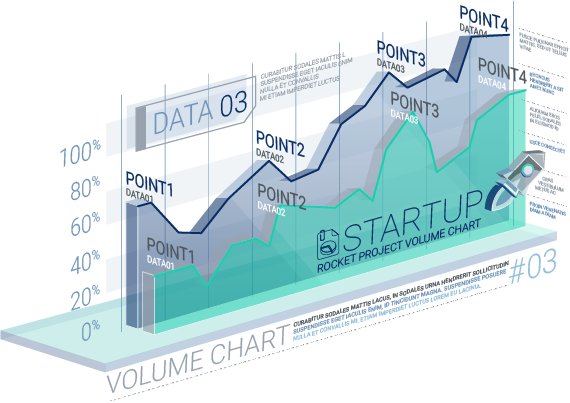 POINT4
DATA04
CURABITUR SODALES MATTIS L
SUSPENDISSE EGET IACULIS ENIM
NULLA ET CONVALLIS
MI, ETIAM IMPERDIET LUCTUS
POINT3
DATA03
DATA 03
POINT4
DATA04
POINT3
DATA03
100%
POINT2
DATA02
80%
POINT1
DATA01
POINT2
DATA02
60%
STARTUP
ROCKET PROJECT VOLUME CHART
POINT1
DATA01
40%
20%
0%
#03
VOLUME CHART
CURABITUR SODALES MATTIS LACUS, IN SODALES URNA HENDRERIT SOLLICITUDIN
SUSPENDISSE EGET IACULIS ENIM, ID TINCIDUNT MAGNA. SUSPENDISSE POSUERE
NULLA ET CONVALLIS MI, ETIAM IMPERDIET LUCTUS LOREM EU LACINIA.